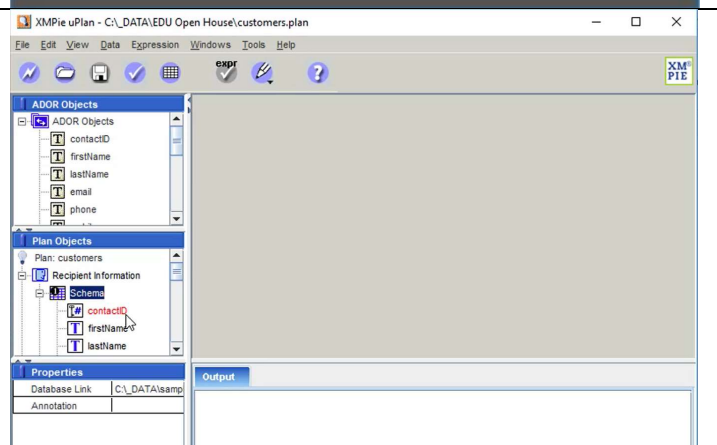 XMPie uPlan - C:\_DATA\EDU Open House\customers.plan
File Edit View Data Expression Windows Tools Help
expr
XM®
PIE
ADOR Objects
ADOR Objects
T contactID
T firstName
T lastName
T email
T phone
Plan Objects
Plan: customers
Recipient Information
Schema
T# contactID
T firstName
T lastName
Properties
Database Link C:\_DATA\samp
Annotation
Output